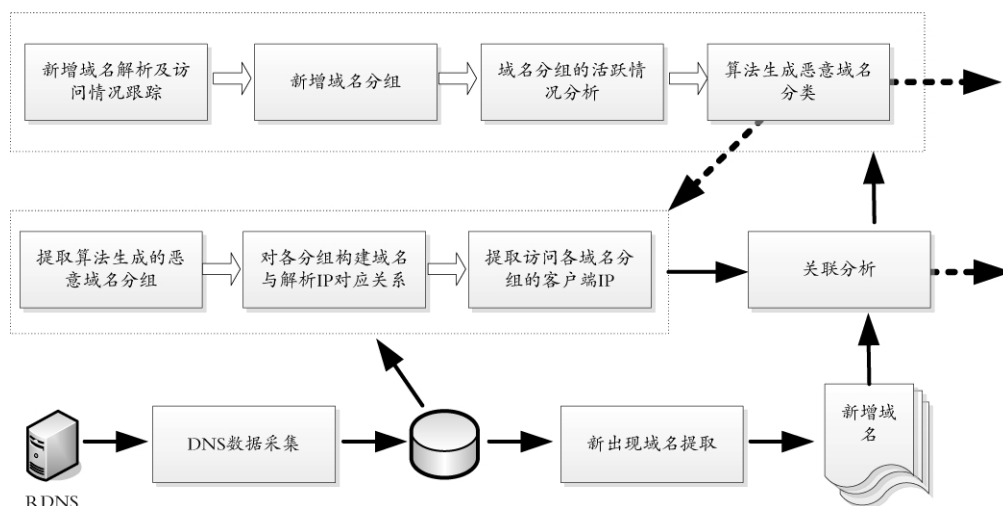 新增域名解析及访
问情况跟踪
新增域名分组
域名分组的活跃情
况分析
算法生成恶意域名
分类
提取算法生成的恶
意域名分组
对各分组构建域名
与解析IP对应关系
提取访问各域名分
组的客户端IP
关联分析
RDNS
DNS数据采集
新出现域名提取
新增域
名